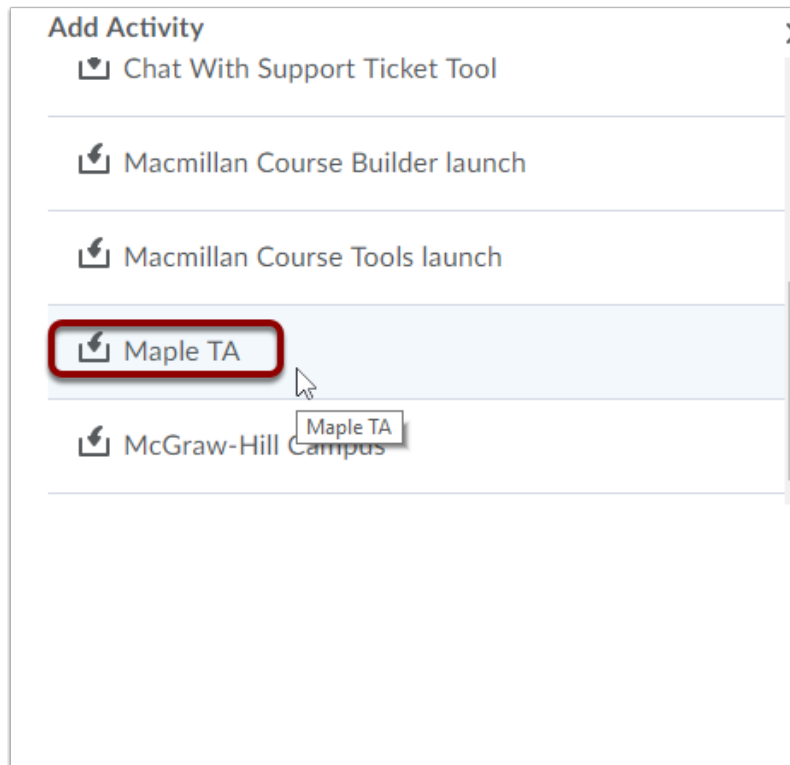 Add Activity
Chat With Support Ticket Tool
Macmillan Course Builder launch
Macmillan Course Tools launch
Maple TA
Maple TA
McGraw-Hill Campus